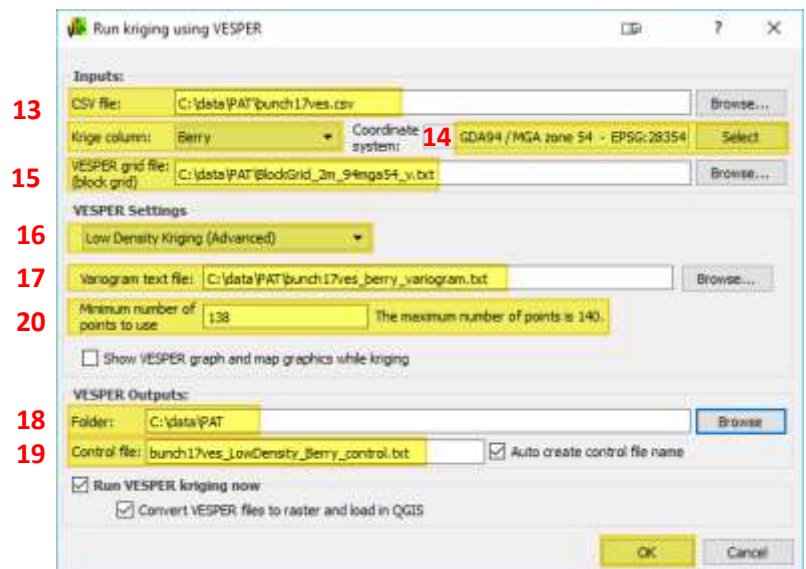 Run kriging using VESPER ? ×
Inputs:
13 CSV file: C:\data\PAT\bunch17ves.csv Browse...
Krige column: Berry Coordinate system: 14 GDA94 / MGA zone 54 - EPSG:28354 Select
15 VESPER grid file: (block grid) C:\data\PAT\BlockGrid_2m_94mga54_v.txt Browse...
VESPER Settings
16 Low Density Kriging (Advanced)
17 Variogram text file: C:\data\PAT\bunch17ves_berry_variogram.txt Browse...
20 Minimum number of points to use 138 The maximum number of points is 140.
Show VESPER graph and map graphics while kriging
VESPER Outputs:
18 Folder: C:\data\PAT Browse
19 Control file: bunch17ves_LowDensity_Berry_control.txt Auto create control file name
Run VESPER kriging now
Convert VESPER files to raster and load in QGIS
OK Cancel